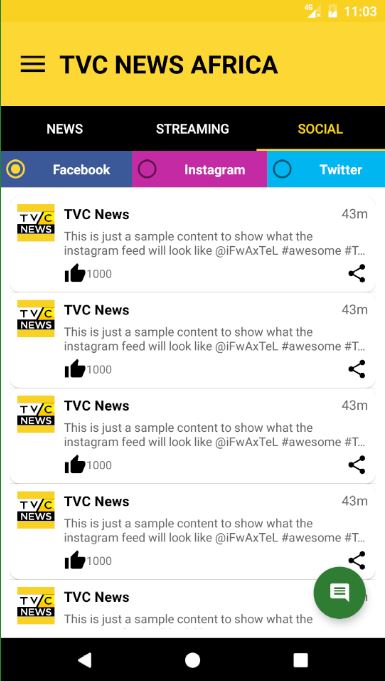 4G 11:03
TVC NEWS AFRICA
NEWS STREAMING SOCIAL
Facebook Instagram Twitter
TVC NEWS
TVC News 43m
This is just a sample content to show what the
instagram feed will look like @iFwAxTeL #awesome #T...
1000
TVC NEWS
TVC News 43m
This is just a sample content to show what the
instagram feed will look like @iFwAxTeL #awesome #T...
1000
TVC NEWS
TVC News 43m
This is just a sample content to show what the
instagram feed will look like @iFwAxTeL #awesome #T...
1000
TVC NEWS
TVC News 43m
This is just a sample content to show what the
instagram feed will look like @iFwAxTeL #awesome #T...
1000
TVC NEWS
TVC News
This is just a sample content to show what the